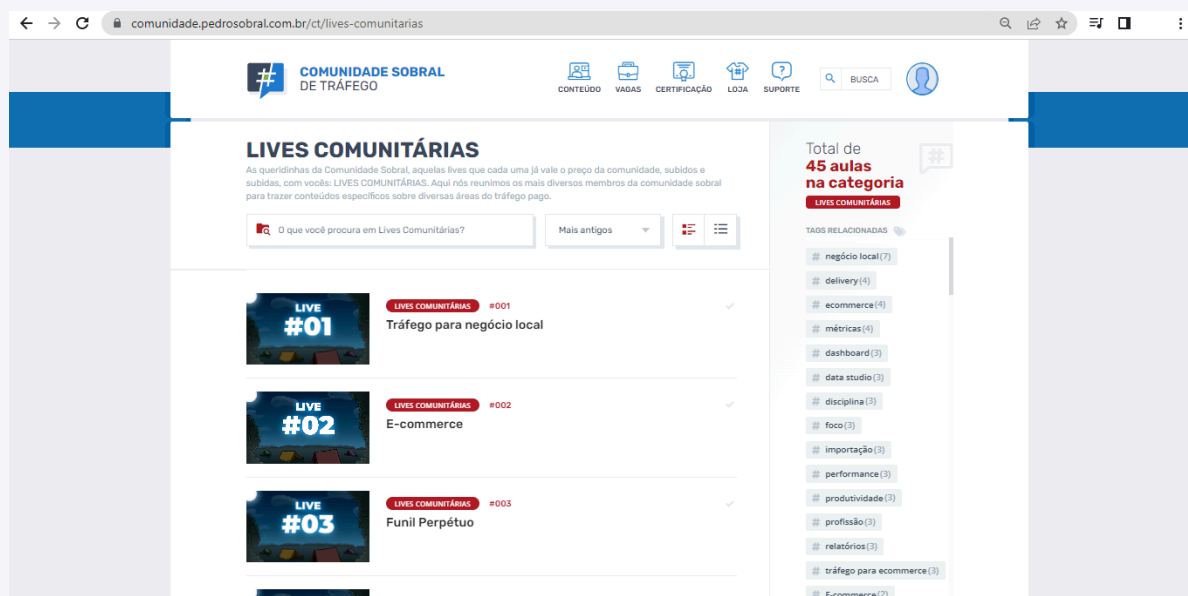 comunidade.pedrosobral.com.br/ct/lives-comunitarias
COMUNIDADE SOBRAL
DE TRÁFEGO
CONTEÚDO
VAGAS
CERTIFICAÇÃO
LOJA
SUPORTE
BUSCA
LIVES COMUNITÁRIAS
As queridinhas da Comunidade Sobral, aquelas lives que cada uma já vale o preço da comunidade, subidos e
subidas, com vocês: LIVES COMUNITÁRIAS. Aqui nós reunimos os mais diversos membros da comunidade sobral
para trazer conteúdos específicos sobre diversas áreas do tráfego pago.
O que você procura em Lives Comunitárias?
Mais antigos
LIVE
#01
LIVES COMUNITÁRIAS #001
Tráfego para negócio local
LIVE
#02
LIVES COMUNITÁRIAS #002
E-commerce
LIVE
#03
LIVES COMUNITÁRIAS #003
Funil Perpétuo
Total de
45 aulas
na categoria
LIVES COMUNITÁRIAS
TAGS RELACIONADAS
# negócio local (7)
# delivery (4)
# ecommerce (4)
# métricas (4)
# dashboard (3)
# data studio (3)
# disciplina (3)
# foco (3)
# importação (3)
# performance (3)
# produtividade (3)
# profissão (3)
# relatórios (3)
# tráfego para ecommerce (3)
# E-commerce (2)